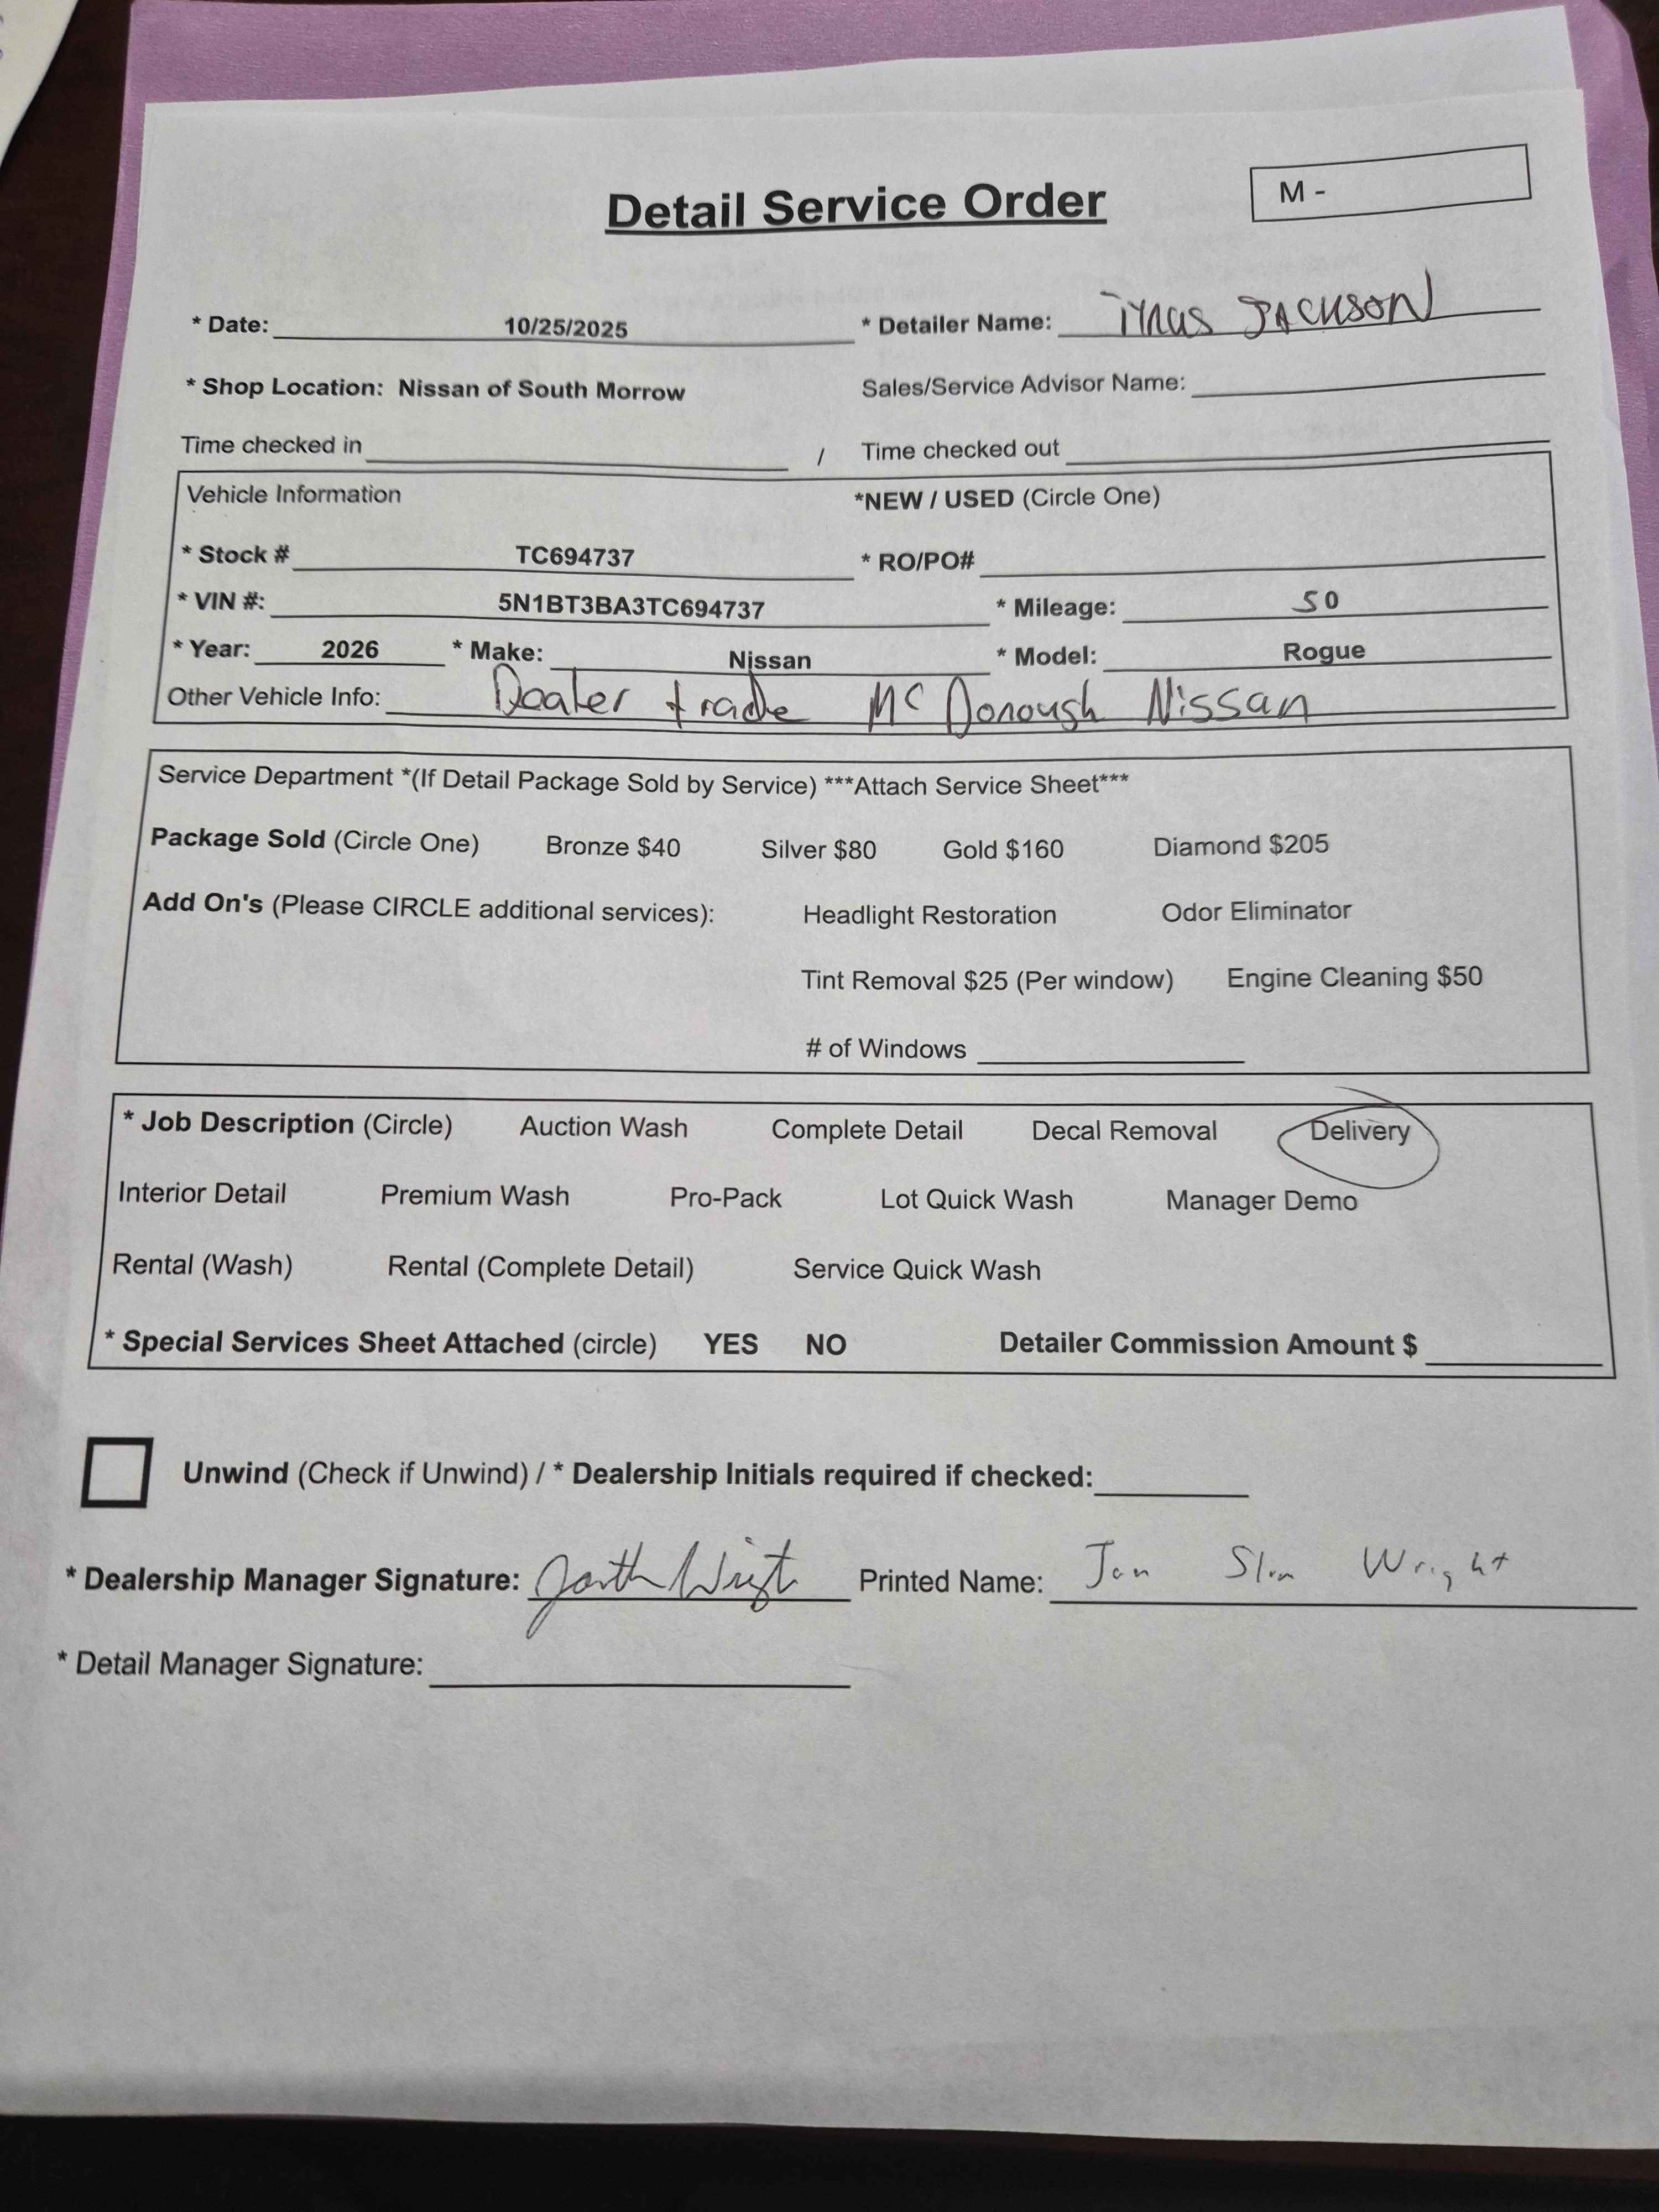 Detail Service Order
M -
* Date: 10/25/2025 * Detailer Name: JACKSON
* Shop Location: Nissan of South Morrow Sales/Service Advisor Name:
Time checked in / Time checked out
Vehicle Information *NEW / USED (Circle One)
* Stock # TC694737 * RO/PO#
* VIN #: 5N1BT3BA3TC694737 * Mileage: 50
* Year: 2026 * Make: Nissan * Model: Rogue
Other Vehicle Info: Dealer trade McDonough Nissan
Service Department *(If Detail Package Sold by Service) ***Attach Service Sheet***
Package Sold (Circle One) Bronze $40 Silver $80 Gold $160 Diamond $205
Add On's (Please CIRCLE additional services): Headlight Restoration Odor Eliminator
Tint Removal $25 (Per window) Engine Cleaning $50
# of Windows
* Job Description (Circle) Auction Wash Complete Detail Decal Removal Delivery
Interior Detail Premium Wash Pro-Pack Lot Quick Wash Manager Demo
Rental (Wash) Rental (Complete Detail) Service Quick Wash
* Special Services Sheet Attached (circle) YES NO Detailer Commission Amount $
Unwind (Check if Unwind) / * Dealership Initials required if checked:
* Dealership Manager Signature: Printed Name: Jon Slim Wright
* Detail Manager Signature: